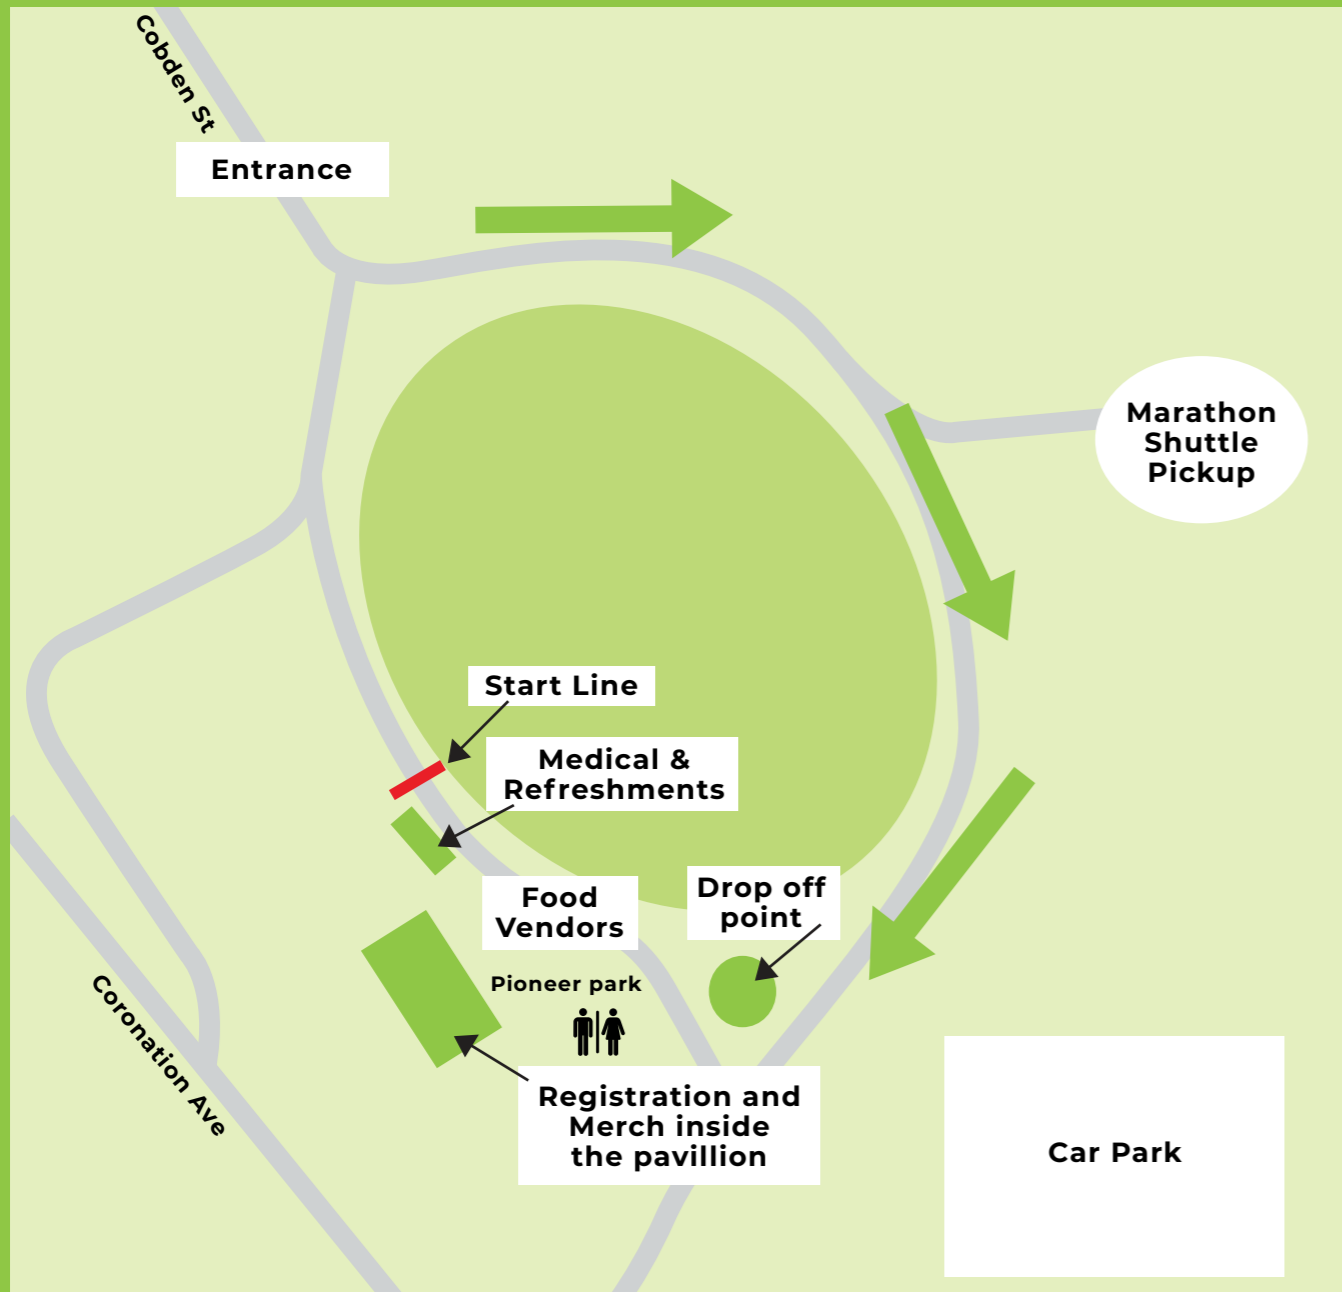 Cobden St
Entrance
Marathon
Shuttle
Pickup
Start Line
Medical &
Refreshments
Food
Vendors
Drop off
point
Pioneer park
Coronation Ave
Registration and
Merch inside
the pavillion
Car Park